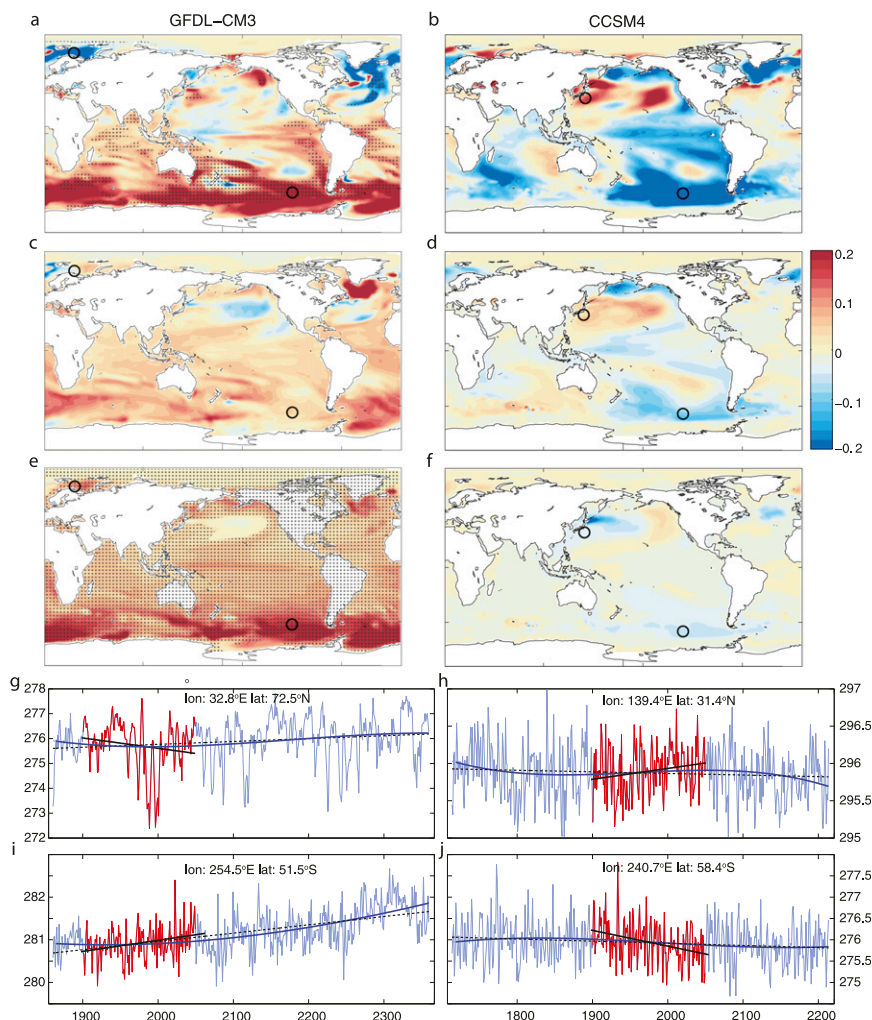 GFDL−CM3
CCSM4
a
b
c
d
0.2
0.1
0
−0.1
−0.2
e
f
g
lon: 32.8°E lat: 72.5°N
278
277
276
275
274
273
272
h
lon: 139.4°E lat: 31.4°N
297
296.5
296
295.5
295
i
lon: 254.5°E lat: 51.5°S
282
281
280
1900
2000
2100
2200
2300
j
lon: 240.7°E lat: 58.4°S
277.5
277
276.5
276
275.5
275
1800
1900
2000
2100
2200